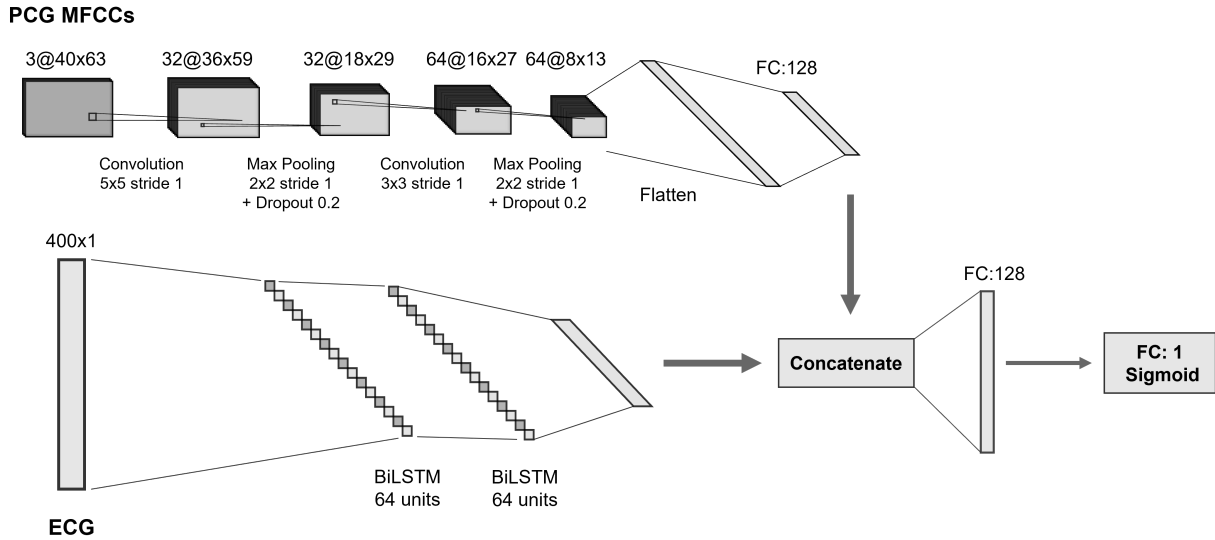 PCG MFCCs
3@40x63
32@36x59
32@18x29
64@16x27
64@8x13
FC:128
Convolution
5x5 stride 1
Max Pooling
2x2 stride 1
+ Dropout 0.2
Convolution
3x3 stride 1
Max Pooling
2x2 stride 1
+ Dropout 0.2
Flatten
400x1
ECG
BiLSTM
64 units
BiLSTM
64 units
Concatenate
FC:128
FC: 1
Sigmoid